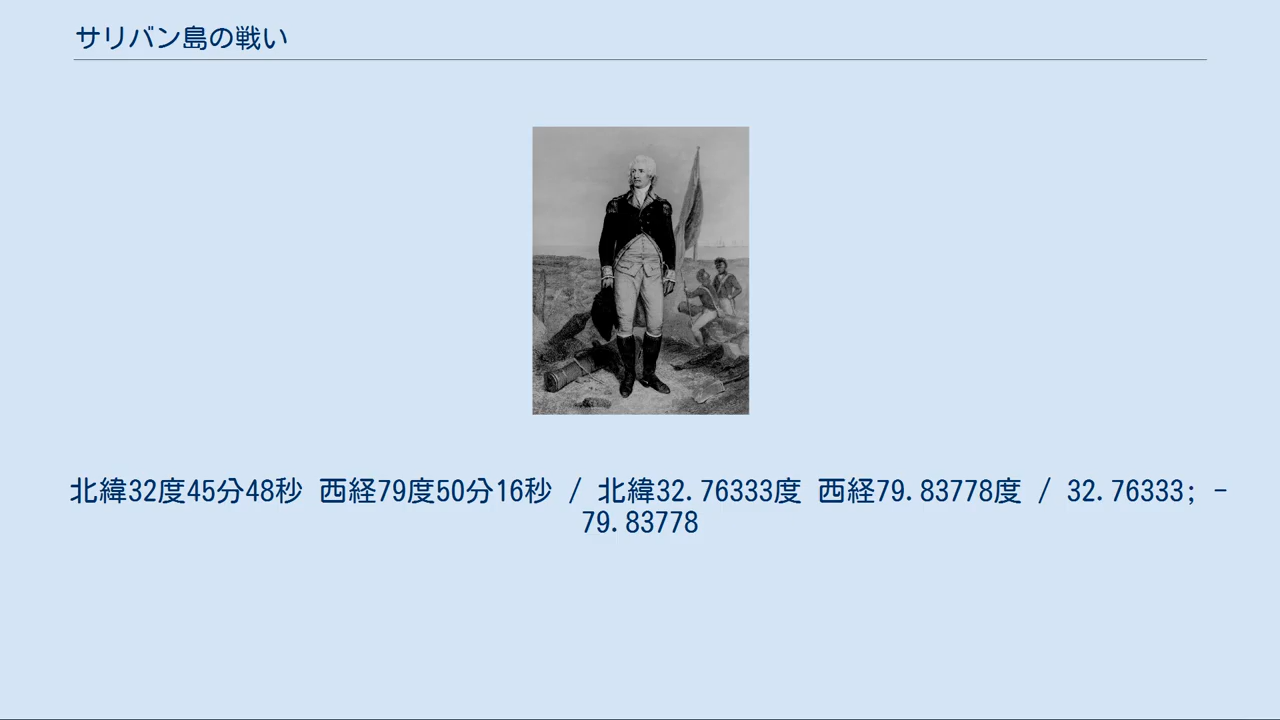 サリバン島の戦い
北緯32度45分48秒 西経79度50分16秒 / 北緯32.76333度 西経79.83778度 / 32.76333; -
79.83778